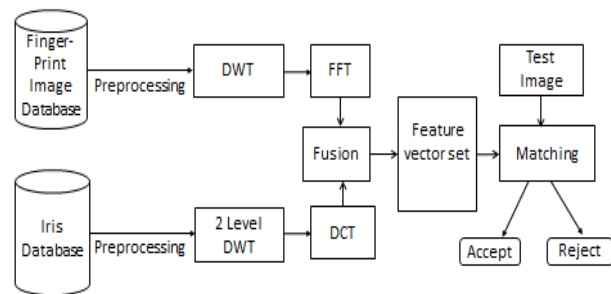 Finger-
Print
Image
Database
Preprocessing
DWT
FFT
Fusion
Feature
vector set
Test
Image
Matching
Accept
Reject
Iris
Database
Preprocessing
2 Level
DWT
DCT